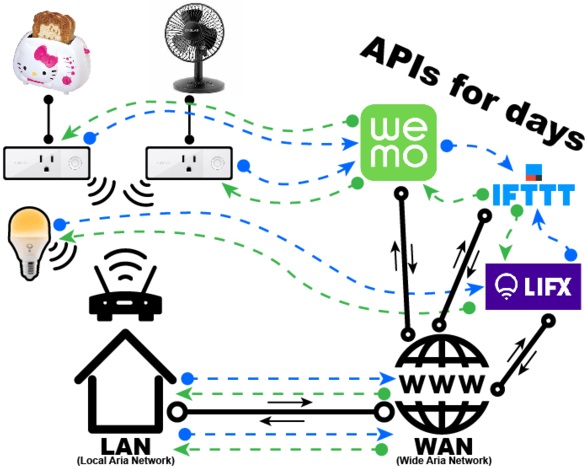 APIs for days
we
mo
IFTTT
LIFX
WWW
LAN
(Local Aria Network)
WAN
(Wide Aria Network)